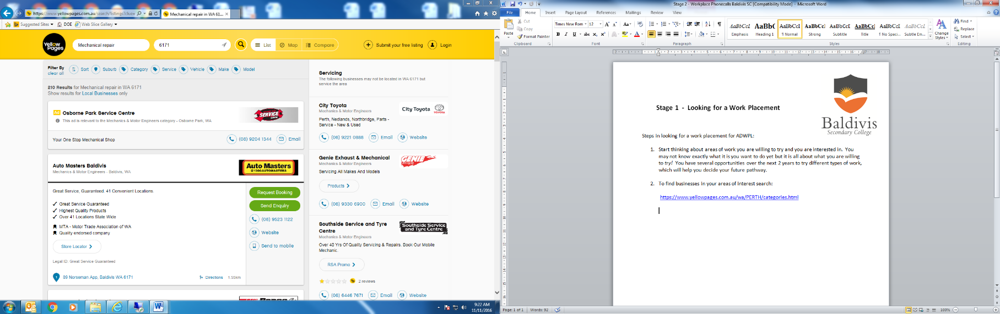 https://www.yellowpages.com.au/search/listings?clue=
Mechanical repair in WA 61...
Suggested Sites
DOE
Web Slice Gallery
Yellow Pages
Mechanical repair
6171
List
Map
Compare
Submit your free listing
Login
Filter By
clear all
Sort
Suburb
Category
Service
Vehicle
Make
Model
210 Results for Mechanical repair in WA 6171
Show results for Local Businesses only
Ad Osborne Park Service Centre
This ad is relevant to the Mechanics & Motor Engineers category - Osborne Park, WA
SERVICE
CENTRE
Your One Stop Mechanical Shop
(08) 9204 1344
Email
Auto Masters Baldivis
Mechanics & Motor Engineers - Baldivis, WA
Auto Masters
1300AUTOMASTERS
Great Service, Guaranteed. 41 Convenient Locations.
Great Service Guaranteed
Highest Quality Products
Over 41 Locations State Wide
MTA - Motor Trade Association of WA
Quality endorsed company
Store Locator
Legal ID: Great Service Guaranteed
1
89 Norseman App, Baldivis WA 6171
Directions
1.55km
Request Booking
Send Enquiry
(08) 9523 1122
Website
Send to mobile
Servicing
The following businesses may not be located in WA 6171 but
service the area
City Toyota
Mechanics & Motor Engineers
City Toyota
TOYOTA
Perth, Nedlands, Northbridge, Parts -
Service - New & Used
(08) 9221 0888
Email
Website
Genie Exhaust & Mechanical
Mechanics & Motor Engineers
GENIE
Servicing All Makes And Models
Products
(08) 9330 6900
Email
Website
Southside Service and Tyre
Centre
Mechanics & Motor Engineers
Southside Service
and Tyre Centre
Over 40 Yrs Of Quality Servicing & Repairs. Book Our Mobile
Mechanic.
RSA Promo
2 reviews
(08) 6446 7671
Email
Website
9:22 AM
11/11/2016
Stage 2 - Workplace Phonecalls Baldivis SC [Compatibility Mode] - Microsoft Word
File
Home
Insert
Page Layout
References
Mailings
Review
View
Paste
Cut
Copy
Format Painter
Clipboard
Times New Rom
12
Font
Paragraph
AaBbCcL
Emphasis
AaBb(
Heading 1
AaBbCcI
¶ Normal
AaBbCcl
Strong
AaBbCcI
Subtitle
AaBbCcl
Title
AaBbCcI
¶ No Spaci...
AaBbCcL
Subtle Em...
Change
Styles
Styles
Find
Replace
Select
Editing
Stage 1 - Looking for a Work Placement
Baldivis
Secondary College
Steps in looking for a work placement for ADWPL:
1. Start thinking about areas of work you are willing to try and you are interested in. You
may not know exactly what it is you want to do yet but it is all about what you are willing
to try! You have several opportunities over the next 2 years to try different types of work,
which will help you decide your future pathway.
2. To find businesses in your areas of interest search:
https://www.yellowpages.com.au/wa/PERTH/categories.html
Page: 1 of 1
Words: 92
100%